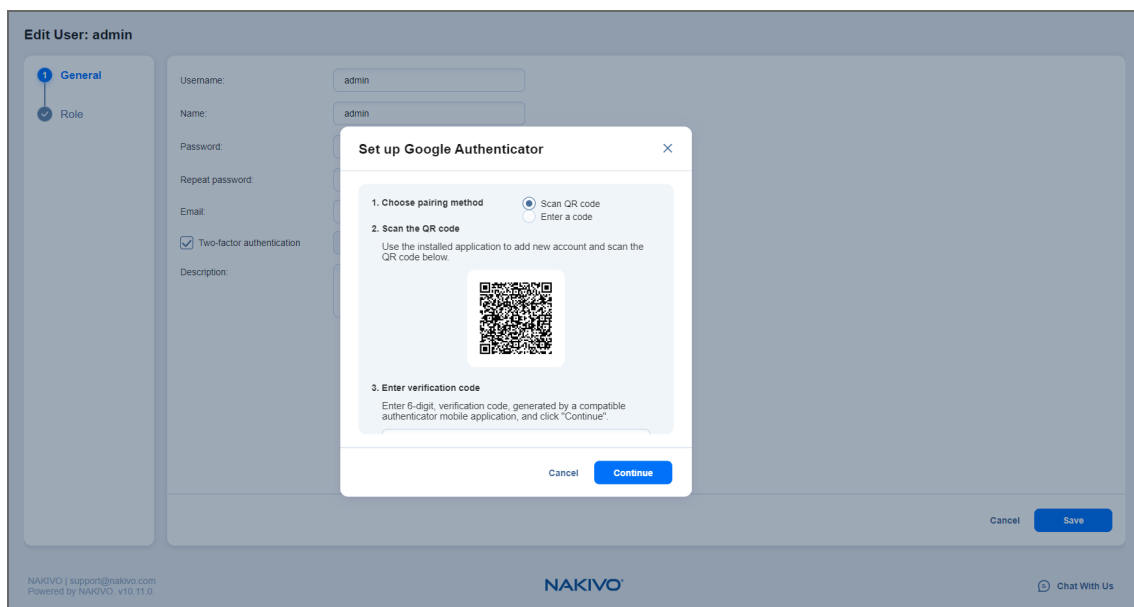 Edit User: admin
1 General
Role
Username:
admin
Name:
admin
Password:
Repeat password:
Email:
Two-factor authentication
Description:
Set up Google Authenticator
1. Choose pairing method
Scan QR code
Enter a code
2. Scan the QR code
Use the installed application to add new account and scan the
QR code below.
3. Enter verification code
Enter 6-digit, verification code, generated by a compatible
authenticator mobile application, and click "Continue".
Cancel
Continue
Cancel
Save
NAKIVO | support@nakivo.com
Powered by NAKIVO. v10.11.0.
NAKIVO
Chat With Us